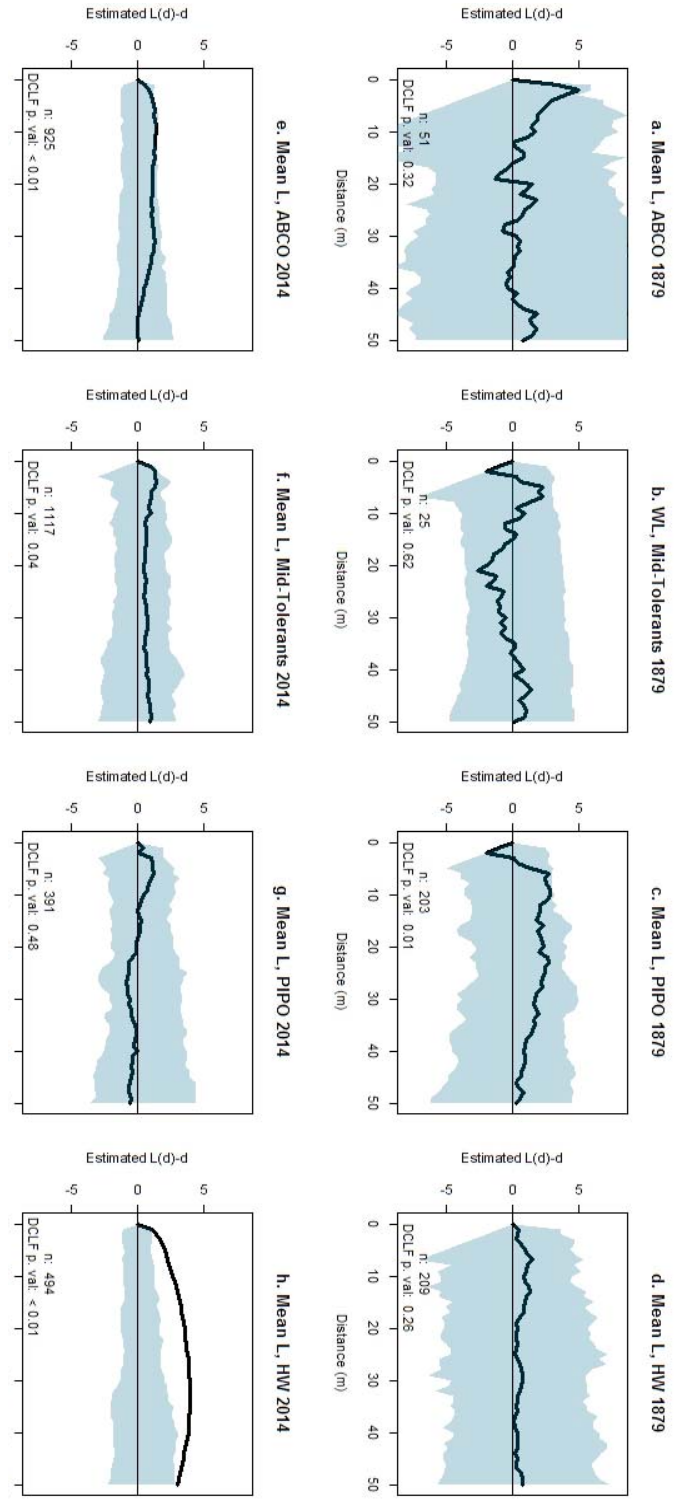 a. Mean L, ABCO 1879
Estimated L(d)-d
5
0
-5
n: 51
DCLF p. val: 0.32
0 10 20 30 40 50
Distance (m)
b. WL, Mid-Tolerants 1879
Estimated L(d)-d
5
0
-5
n: 25
DCLF p. val: 0.62
0 10 20 30 40 50
Distance (m)
c. Mean L, PIPO 1879
Estimated L(d)-d
5
0
-5
n: 203
DCLF p. val: 0.01
0 10 20 30 40 50
Distance (m)
d. Mean L, HW 1879
Estimated L(d)-d
5
0
-5
n: 209
DCLF p. val: 0.26
0 10 20 30 40 50
Distance (m)
e. Mean L, ABCO 2014
Estimated L(d)-d
5
0
-5
n: 925
DCLF p. val: < 0.01
f. Mean L, Mid-Tolerants 2014
Estimated L(d)-d
5
0
-5
n: 1117
DCLF p. val: 0.04
g. Mean L, PIPO 2014
Estimated L(d)-d
5
0
-5
n: 391
DCLF p. val: 0.48
h. Mean L, HW 2014
Estimated L(d)-d
5
0
-5
n: 494
DCLF p. val: < 0.01